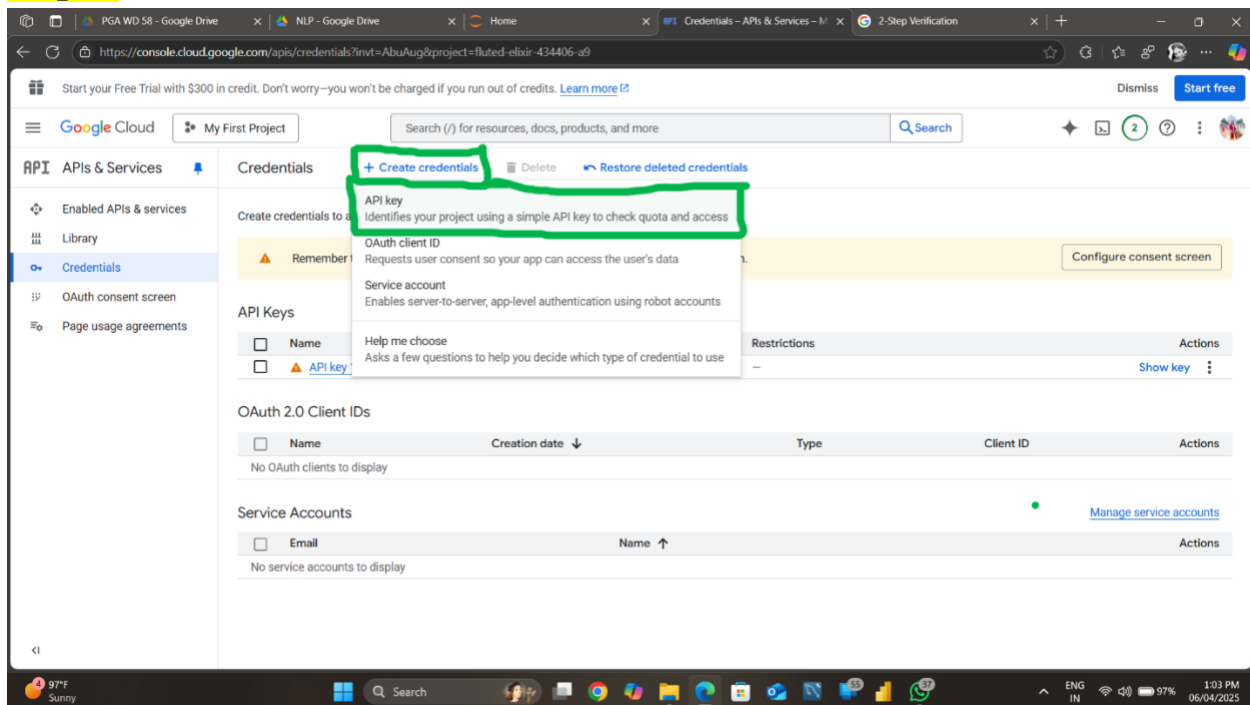 PGA WD 58 - Google Drive
NLP - Google Drive
Home
API Credentials – APIs & Services – M
2-Step Verification
https://console.cloud.google.com/apis/credentials?invt=AbuAug&project=fluted-elixir-434406-a9
Start your Free Trial with $300 in credit. Don't worry—you won't be charged if you run out of credits. Learn more
Dismiss
Start free
Google Cloud
My First Project
Search (/) for resources, docs, products, and more
Search
2
API APIs & Services
Credentials
+ Create credentials
Delete
Restore deleted credentials
Enabled APIs & services
Library
Credentials
OAuth consent screen
Page usage agreements
API key
Identifies your project using a simple API key to check quota and access
OAuth client ID
Requests user consent so your app can access the user's data
Service account
Enables server-to-server, app-level authentication using robot accounts
Help me choose
Asks a few questions to help you decide which type of credential to use
Create credentials to a
Remember
Configure consent screen
API Keys
Name
Restrictions
Actions
API key
–
Show key
OAuth 2.0 Client IDs
Name
Creation date
Type
Client ID
Actions
No OAuth clients to display
Service Accounts
Manage service accounts
Email
Name
Actions
No service accounts to display
4
97°F
Sunny
Search
55
37
ENG
IN
97%
1:03 PM
06/04/2025